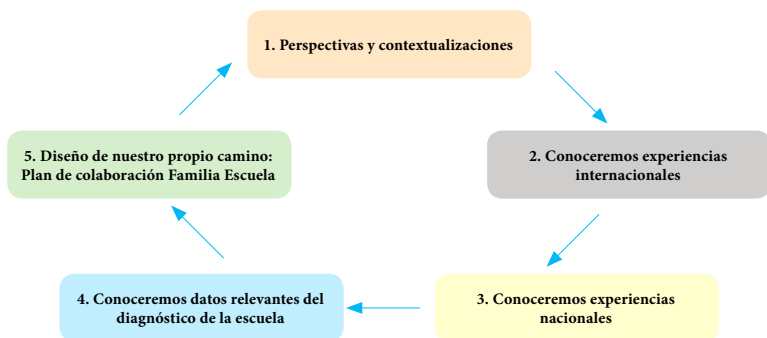 1. Perspectivas y contextualizaciones
2. Conoceremos experiencias
internacionales
3. Conoceremos experiencias
nacionales
4. Conoceremos datos relevantes del
diagnóstico de la escuela
5. Diseño de nuestro propio camino:
Plan de colaboración Familia Escuela